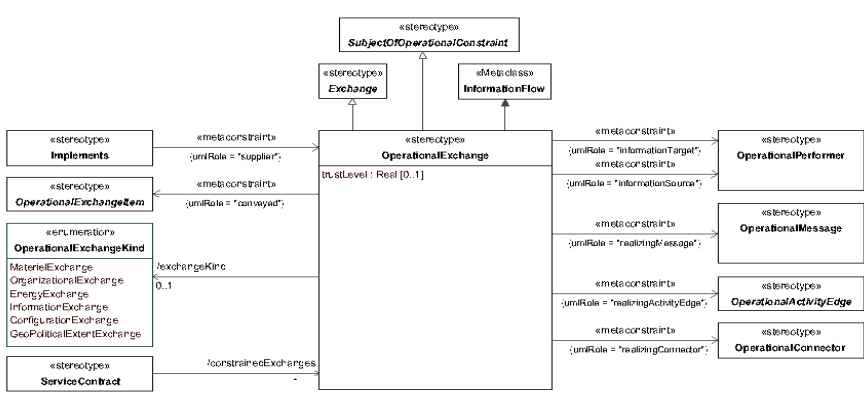 «stereotype»
SubjectOfOperationalConstraint
«stereotype»
Exchange
«Metaclass»
InformationFlow
«stereotype»
Implements
«metaconstraint»
{umlRole = "supplier"}
«stereotype»
OperationalExchange
trustLevel : Real [0..1]
«metaconstraint»
{umlRole = "informationTarget"}
«metaconstraint»
{umlRole = "informationSource"}
«stereotype»
OperationalPerformer
«stereotype»
OperationalExchangeItem
«metaconstraint»
{umlRole = "conveyed"}
«metaconstraint»
{umlRole = "realizingMessage"}
«stereotype»
OperationalMessage
«enumeration»
OperationalExchangeKind
MaterielExchange
OrganizationalExchange
EnergyExchange
InformationExchange
ConfigurationExchange
GeoPoliticalExtentExchange
/exchangeKind
0..1
«metaconstraint»
{umlRole = "realizingActivityEdge"}
«stereotype»
OperationalActivityEdge
«metaconstraint»
{umlRole = "realizingConnector"}
«stereotype»
OperationalConnector
«stereotype»
ServiceContract
/constrainedExchanges
*